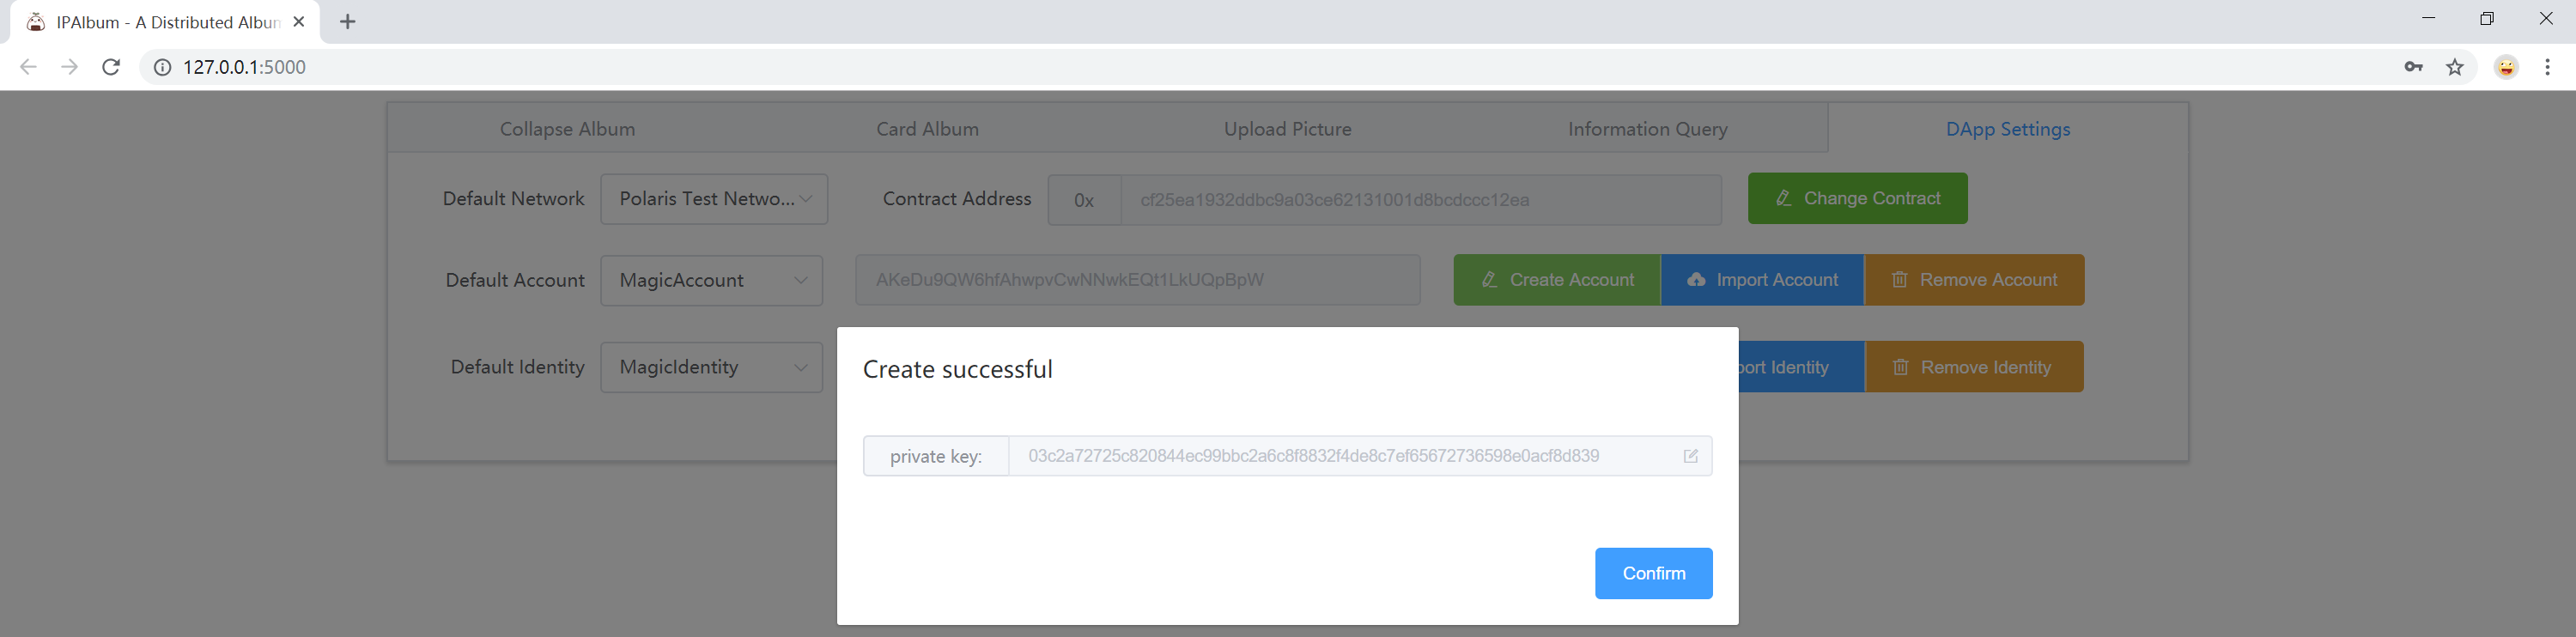 IPAlbum - A Distributed Album
127.0.0.1:5000
Collapse Album Card Album Upload Picture Information Query DApp Settings
Default Network Polaris Test Netwo... Contract Address 0x cf25ea1932ddbc9a03ce62131001d8bcdccc12ea Change Contract
Default Account MagicAccount AKeDu9QW6hfAhwpvCwNNwkEQt1LkUQpBpW Create Account Import Account Remove Account
Default Identity MagicIdentity port Identity Remove Identity
Create successful
private key: 03c2a72725c820844ec99bbc2a6c8f8832f4de8c7ef65672736598e0acf8d839
Confirm